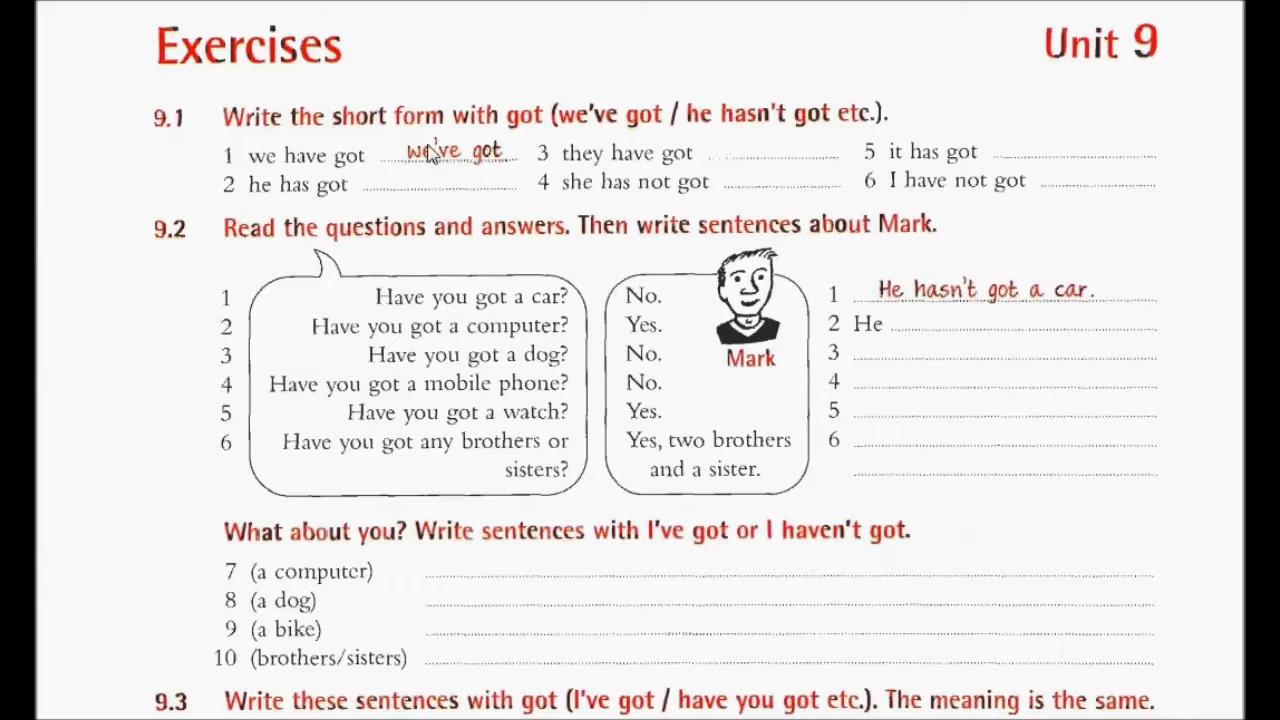 Exercises
Unit 9
9.1 Write the short form with got (we've got / he hasn't got etc.).
1 we have got we've got 3 they have got 5 it has got
2 he has got 4 she has not got 6 I have not got
9.2 Read the questions and answers. Then write sentences about Mark.
1 Have you got a car? No. 1 He hasn't got a car.
2 Have you got a computer? Yes. 2 He
3 Have you got a dog? No. Mark 3
4 Have you got a mobile phone? No. 4
5 Have you got a watch? Yes. 5
6 Have you got any brothers or Yes, two brothers 6
sisters? and a sister.
What about you? Write sentences with I've got or I haven't got.
7 (a computer)
8 (a dog)
9 (a bike)
10 (brothers/sisters)
9.3 Write these sentences with got (I've got / have you got etc.). The meaning is the same.